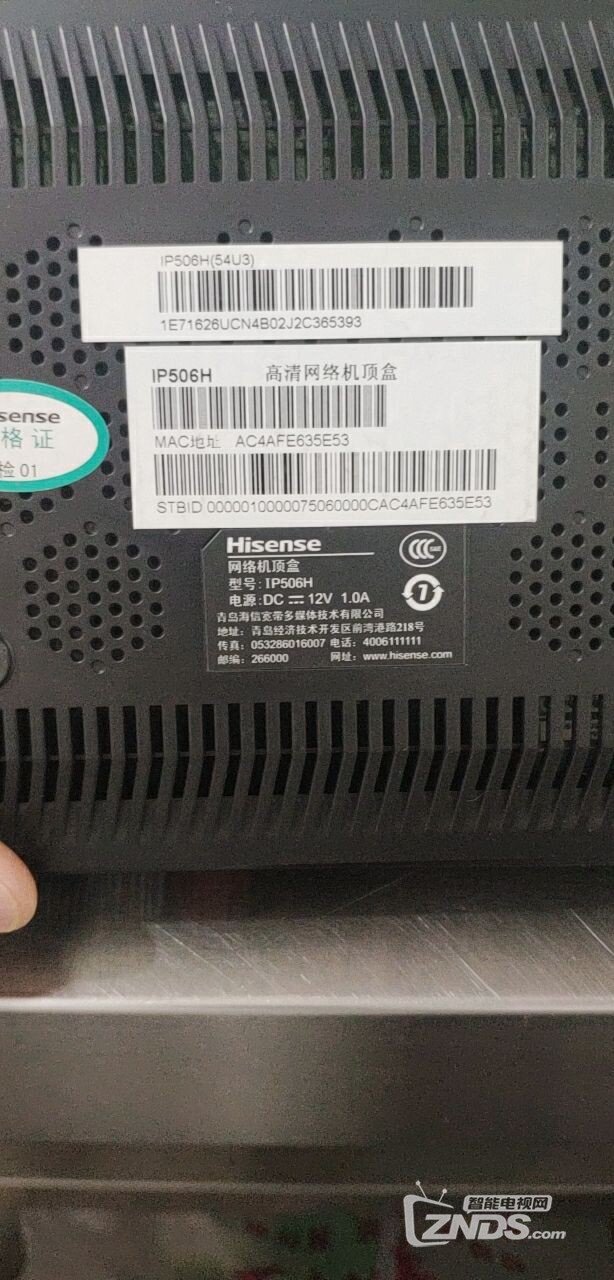 IP506H(54U3)
1E71626UCN4B02J2C365393
IP506H 高清网络机顶盒
MAC地址 AC4AFE635E53
STBID 0000010000075060000CAC4AFE635E53
sense
格 证
检 01
Hisense
网络机顶盒
型号: IP506H
电源: DC 12V 1.0A
青岛海信宽带多媒体技术有限公司
地址: 青岛经济技术开发区前湾港路218号
传真: 053286016007 电话: 4006111111
邮编: 266000 网址: www.hisense.com
7
智能电视网
ZNDS.com